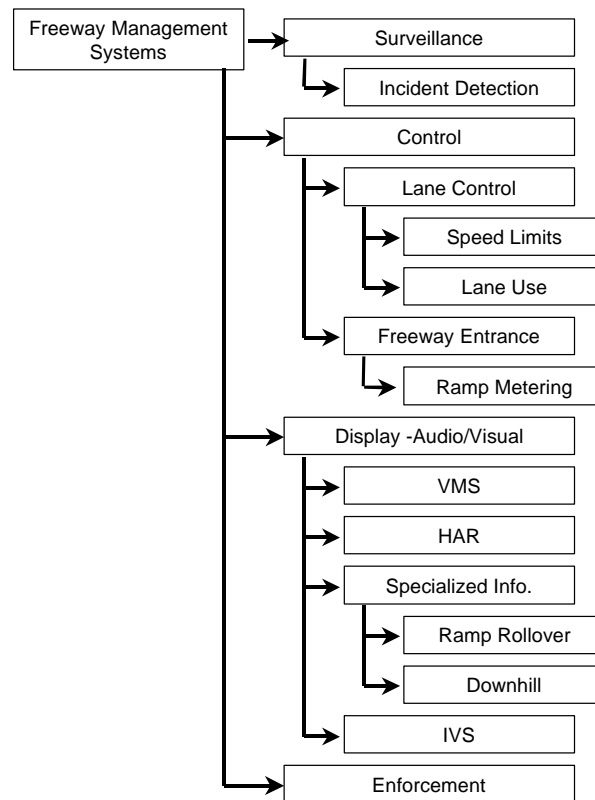 Freeway Management
Systems
Surveillance
Incident Detection
Control
Lane Control
Speed Limits
Lane Use
Freeway Entrance
Ramp Metering
Display -Audio/Visual
VMS
HAR
Specialized Info.
Ramp Rollover
Downhill
IVS
Enforcement